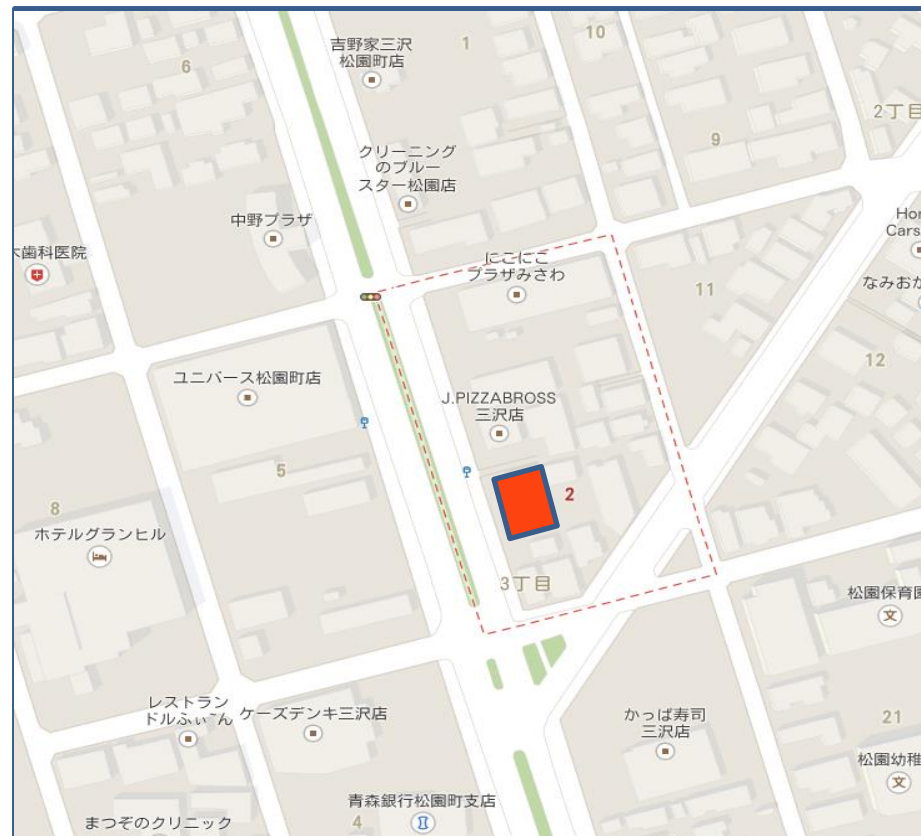 吉野家三沢
松園町店
1
10
6
2丁目
9
クリーニング
のブルー
スター松園店
中野プラザ
歯科医院
Hor
Cars
にこにこ
プラザみさわ
なみおか
11
12
ユニバース松園町店
J.PIZZABROSS
三沢店
5
2
8
ホテルグランヒル
3丁目
松園保育園
文
レストラン
ドルふぃ~ん
ケーズデンキ三沢店
かっぱ寿司
三沢店
21
松園幼稚
文
青森銀行松園町支店
4
まつぞのクリニック